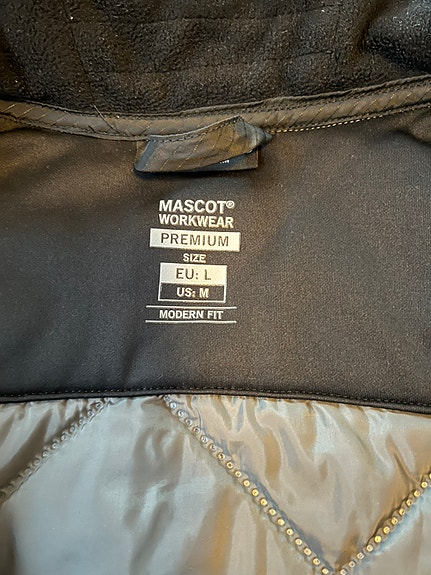 MASCOT®
WORKWEAR
PREMIUM
SIZE
EU: L
US: M
MODERN FIT